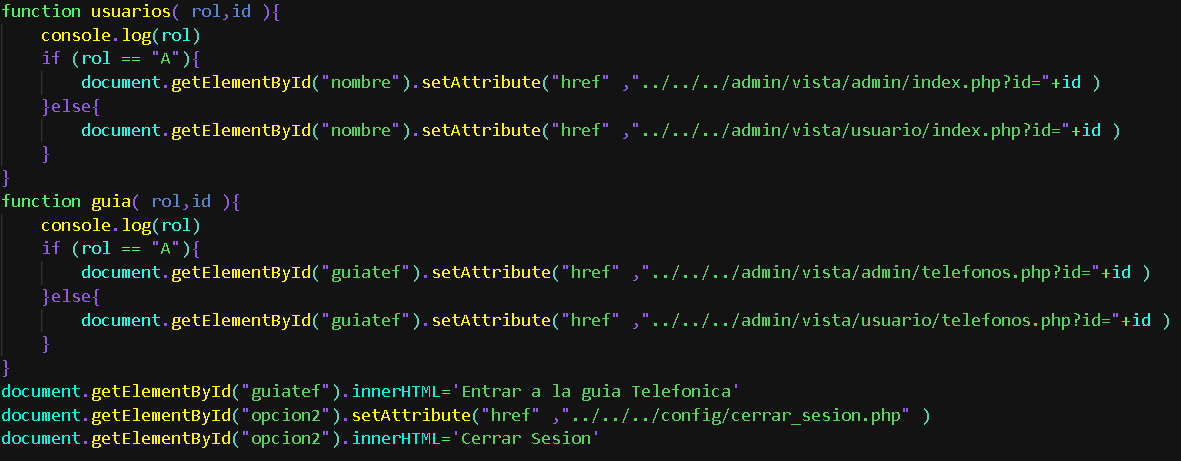 function usuarios( rol,id ){
    console.log(rol)
    if (rol == "A"){
        document.getElementById("nombre").setAttribute("href" ,"../../../admin/vista/admin/index.php?id="+id )
    }else{
        document.getElementById("nombre").setAttribute("href" ,"../../../admin/vista/usuario/index.php?id="+id )
    }
}
function guia( rol,id ){
    console.log(rol)
    if (rol == "A"){
        document.getElementById("guiatef").setAttribute("href" ,"../../../admin/vista/admin/telefonos.php?id="+id )
    }else{
        document.getElementById("guiatef").setAttribute("href" ,"../../../admin/vista/usuario/telefonos.php?id="+id )
    }
}
document.getElementById("guiatef").innerHTML='Entrar a la guia Telefonica'
document.getElementById("opcion2").setAttribute("href" ,"../../../config/cerrar_sesion.php" )
document.getElementById("opcion2").innerHTML='Cerrar Sesion'